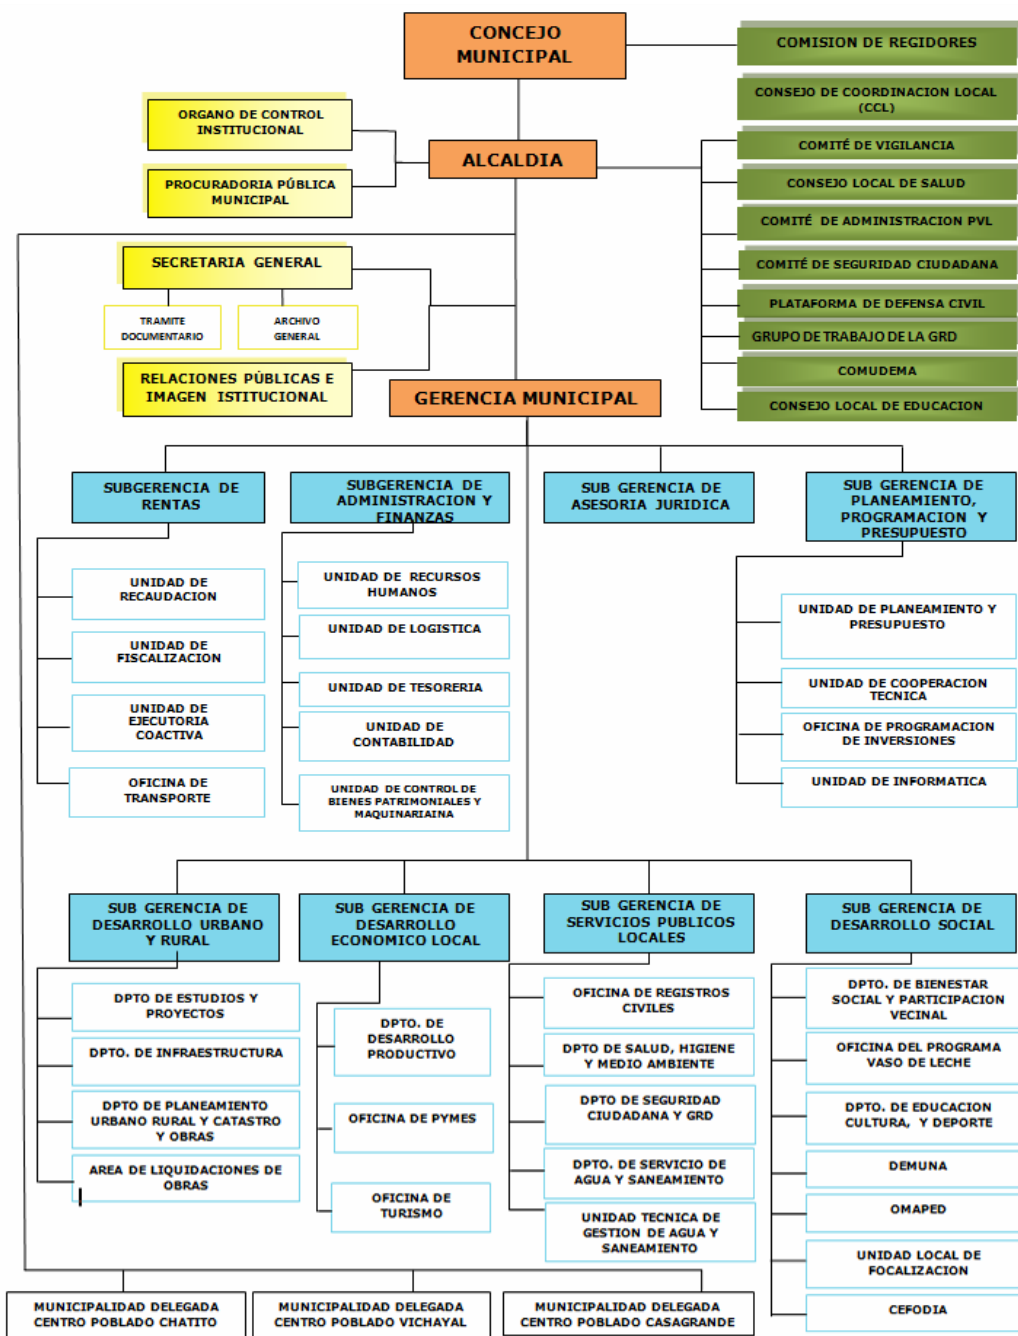 CONCEJO
MUNICIPAL
COMISION DE REGIDORES
CONSEJO DE COORDINACION LOCAL
(CCL)
ORGANO DE CONTROL
INSTITUCIONAL
PROCURADORIA PÚBLICA
MUNICIPAL
ALCALDIA
COMITÉ DE VIGILANCIA
CONSEJO LOCAL DE SALUD
COMITÉ DE ADMINISTRACION PVL
COMITÉ DE SEGURIDAD CIUDADANA
PLATAFORMA DE DEFENSA CIVIL
GRUPO DE TRABAJO DE LA GRD
COMUDEMA
CONSEJO LOCAL DE EDUCACION
SECRETARIA GENERAL
TRAMITE
DOCUMENTARIO
ARCHIVO
GENERAL
RELACIONES PÚBLICAS E
IMAGEN ISTITUCIONAL
GERENCIA MUNICIPAL
SUBGERENCIA DE
RENTAS
UNIDAD DE
RECAUDACION
UNIDAD DE
FISCALIZACION
UNIDAD DE
EJECUTORIA
COACTIVA
OFICINA DE
TRANSPORTE
SUBGERENCIA DE
ADMINISTRACION Y
FINANZAS
UNIDAD DE RECURSOS
HUMANOS
UNIDAD DE LOGISTICA
UNIDAD DE TESORERIA
UNIDAD DE
CONTABILIDAD
UNIDAD DE CONTROL DE
BIENES PATRIMONIALES Y
MAQUINARIAINA
SUB GERENCIA DE
ASESORIA JURIDICA
SUB GERENCIA DE
PLANEAMIENTO,
PROGRAMACION Y
PRESUPUESTO
UNIDAD DE PLANEAMIENTO Y
PRESUPUESTO
UNIDAD DE COOPERACION
TECNICA
OFICINA DE PROGRAMACION
DE INVERSIONES
UNIDAD DE INFORMATICA
SUB GERENCIA DE
DESARROLLO URBANO
Y RURAL
DPTO DE ESTUDIOS Y
PROYECTOS
DPTO. DE INFRAESTRUCTURA
DPTO DE PLANEAMIENTO
URBANO RURAL Y CATASTRO
Y OBRAS
AREA DE LIQUIDACIONES DE
OBRAS
SUB GERENCIA DE
DESARROLLO
ECONOMICO LOCAL
DPTO. DE
DESARROLLO
PRODUCTIVO
OFICINA DE PYMES
OFICINA DE
TURISMO
SUB GERENCIA DE
SERVICIOS PUBLICOS
LOCALES
OFICINA DE REGISTROS
CIVILES
DPTO DE SALUD, HIGIENE
Y MEDIO AMBIENTE
DPTO DE SEGURIDAD
CIUDADANA Y GRD
DPTO. DE SERVICIO DE
AGUA Y SANEAMIENTO
UNIDAD TECNICA DE
GESTION DE AGUA Y
SANEAMIENTO
SUB GERENCIA DE
DESARROLLO SOCIAL
DPTO. DE BIENESTAR
SOCIAL Y PARTICIPACION
VECINAL
OFICINA DEL PROGRAMA
VASO DE LECHE
DPTO. DE EDUCACION
CULTURA, Y DEPORTE
DEMUNA
OMAPED
UNIDAD LOCAL DE
FOCALIZACION
CEFODIA
MUNICIPALIDAD DELEGADA
CENTRO POBLADO CHATITO
MUNICIPALIDAD DELEGADA
CENTRO POBLADO VICHAYAL
MUNICIPALIDAD DELEGADA
CENTRO POBLADO CASAGRANDE